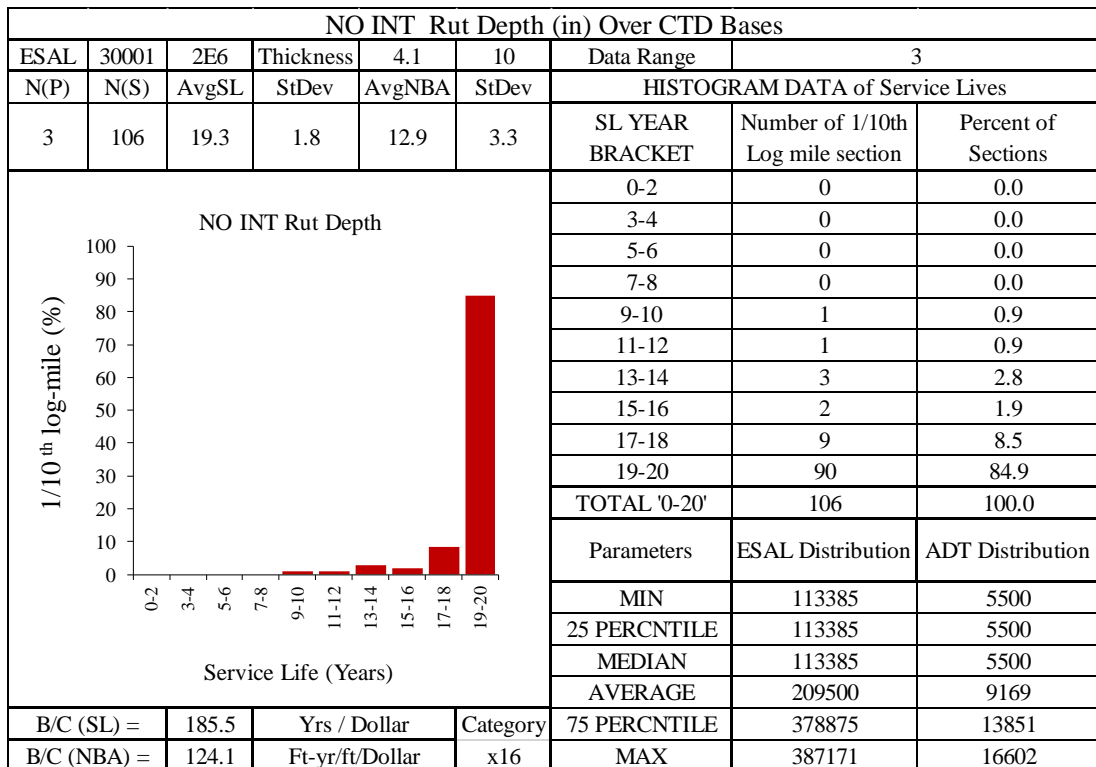 NO INT Rut Depth (in) Over CTD Bases
ESAL 30001 2E6 Thickness 4.1 10 Data Range 3
N(P) N(S) AvgSL StDev AvgNBA StDev HISTOGRAM DATA of Service Lives
3 106 19.3 1.8 12.9 3.3
SL YEAR BRACKET Number of 1/10th Log mile section Percent of Sections
0-2 0 0.0
3-4 0 0.0
5-6 0 0.0
7-8 0 0.0
9-10 1 0.9
11-12 1 0.9
13-14 3 2.8
15-16 2 1.9
17-18 9 8.5
19-20 90 84.9
TOTAL '0-20' 106 100.0
Parameters ESAL Distribution ADT Distribution
MIN 113385 5500
25 PERCNTILE 113385 5500
MEDIAN 113385 5500
AVERAGE 209500 9169
75 PERCNTILE 378875 13851
MAX 387171 16602
NO INT Rut Depth
1/10 th log-mile (%)
100
90
80
70
60
50
40
30
20
10
0
0-2 3-4 5-6 7-8 9-10 11-12 13-14 15-16 17-18 19-20
Service Life (Years)
B/C (SL) = 185.5 Yrs / Dollar Category
B/C (NBA) = 124.1 Ft-yr/ft/Dollar x16